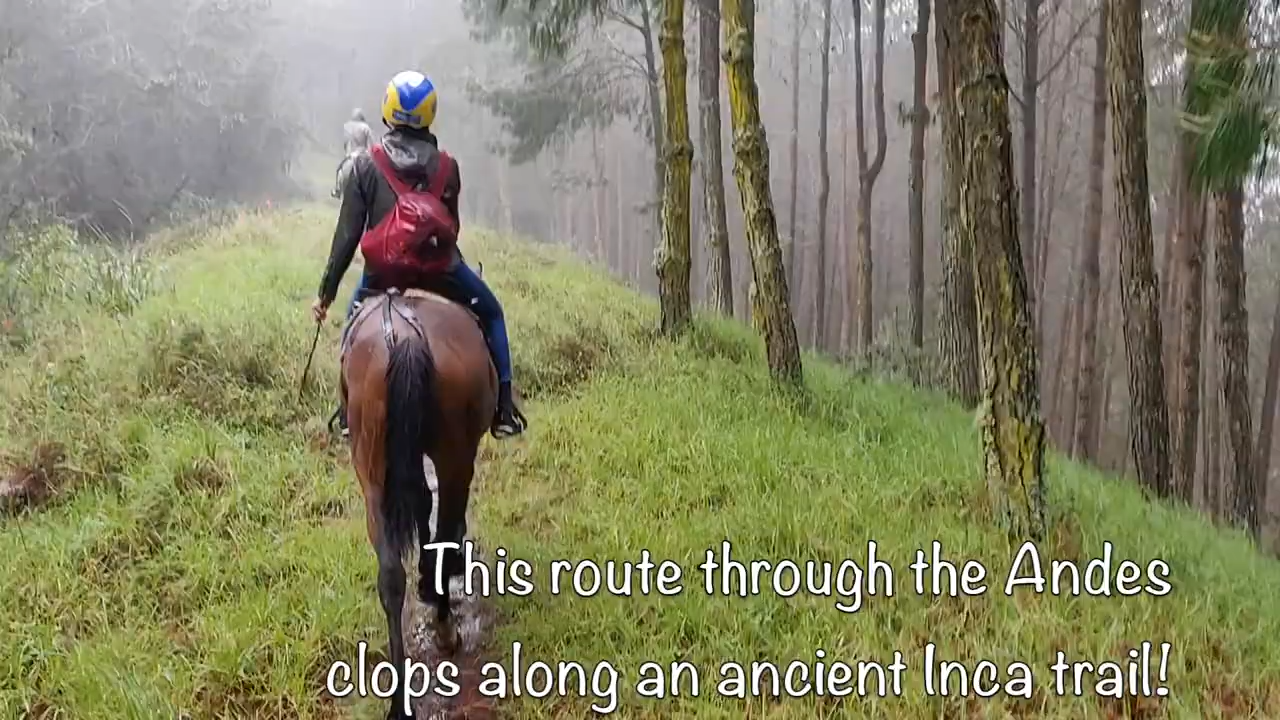 This route through the Andes
clops along an ancient Inca trail!